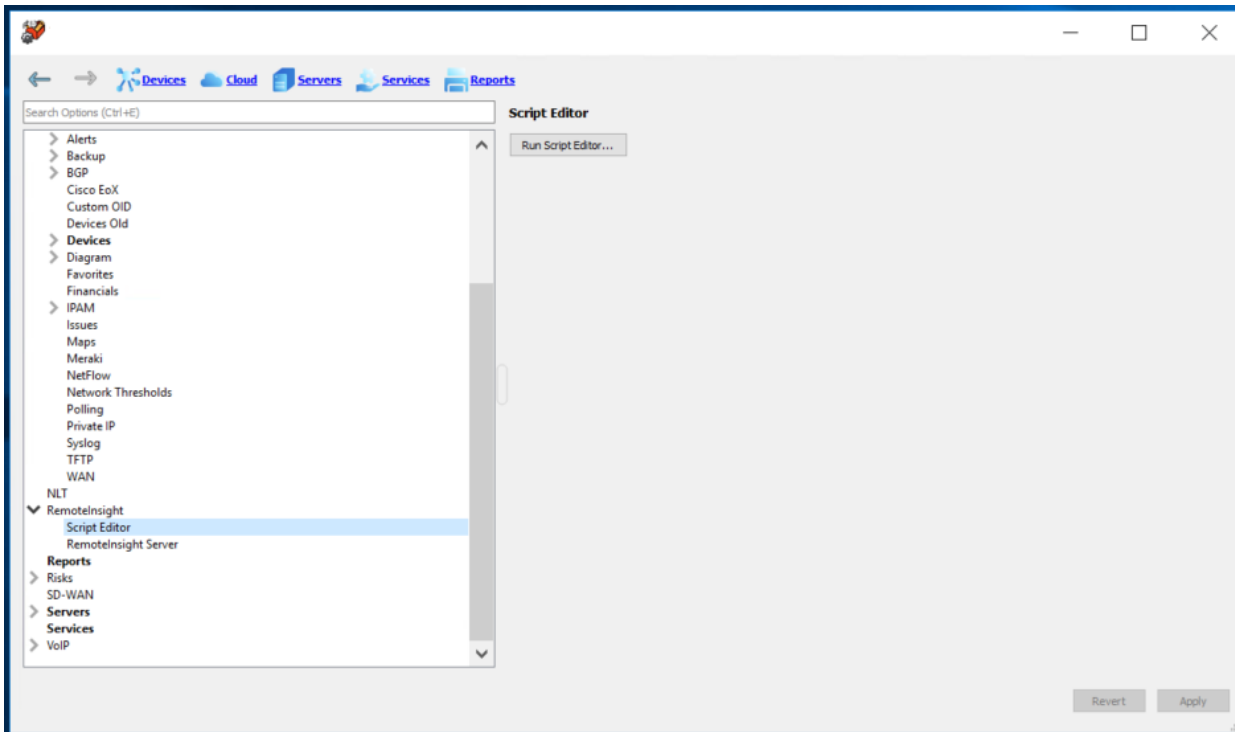 Devices Cloud Servers Services Reports
Search Options (Ctrl+E)
Alerts
Backup
BGP
Cisco EoX
Custom OID
Devices Old
Devices
Diagram
Favorites
Financials
IPAM
Issues
Maps
Meraki
NetFlow
Network Thresholds
Polling
Private IP
Syslog
TFTP
WAN
NLT
RemoteInsight
Script Editor
RemoteInsight Server
Reports
Risks
SD-WAN
Servers
Services
VoIP
Script Editor
Run Script Editor...
Revert Apply